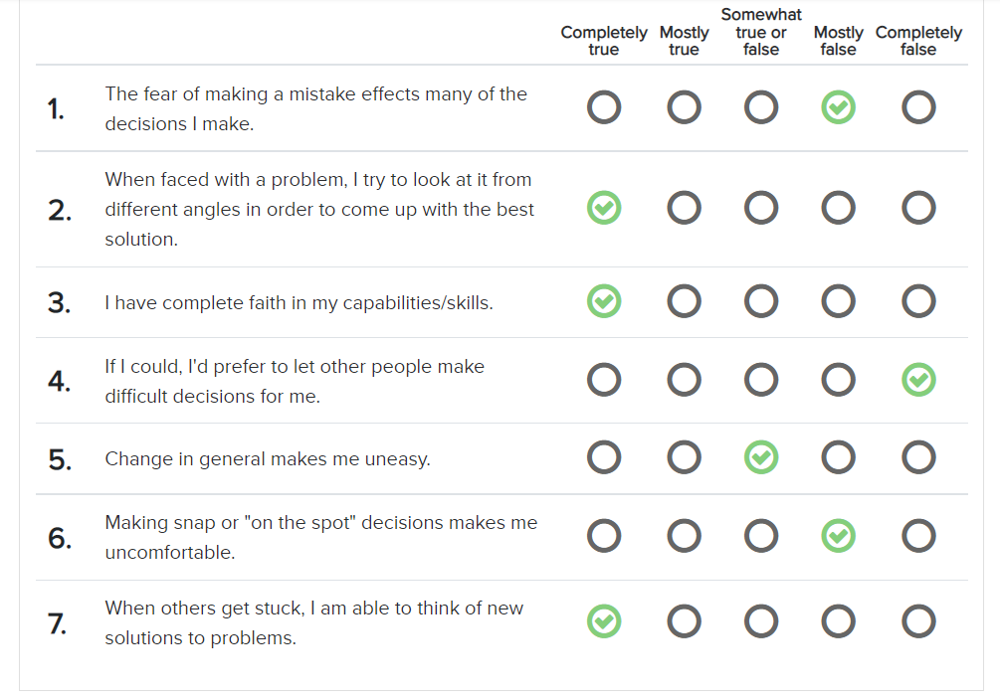 Completely true
Mostly true
Somewhat true or false
Mostly false
Completely false
1.
The fear of making a mistake effects many of the
decisions I make.
2.
When faced with a problem, I try to look at it from
different angles in order to come up with the best
solution.
3.
I have complete faith in my capabilities/skills.
4.
If I could, I'd prefer to let other people make
difficult decisions for me.
5.
Change in general makes me uneasy.
6.
Making snap or "on the spot" decisions makes me
uncomfortable.
7.
When others get stuck, I am able to think of new
solutions to problems.